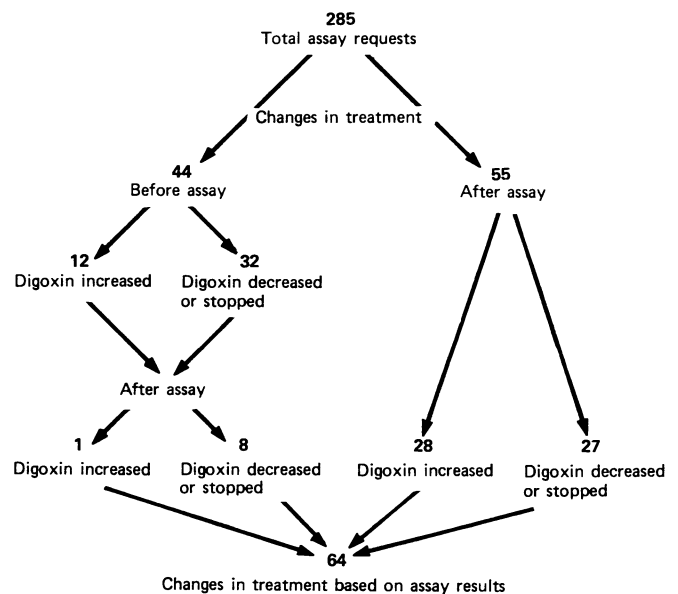 285
Total assay requests
Changes in treatment
44
Before assay
55
After assay
12
Digoxin increased
32
Digoxin decreased
or stopped
After assay
1
Digoxin increased
8
Digoxin decreased
or stopped
28
Digoxin increased
27
Digoxin decreased
or stopped
64
Changes in treatment based on assay results